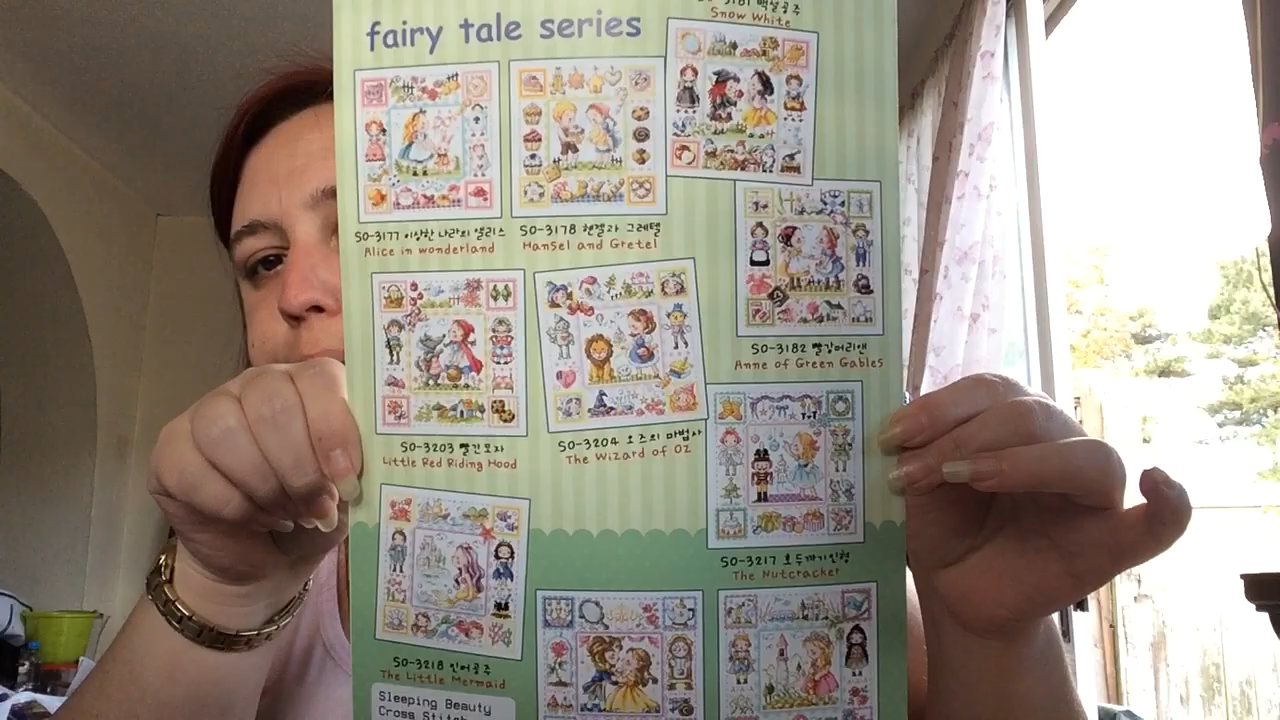 fairy tale series
백설공주
Snow White
SO-3177 이상한 나라의 앨리스
Alice in wonderland
SO-3178 헨젤과 그레텔
Hansel and Gretel
SO-3182 빨강머리앤
Anne of Green Gables
SO-3203 빨간모자
Little Red Riding Hood
SO-3204 오즈의 마법사
The Wizard of OZ
SO-3217 호두까기인형
The Nutcracker
SO-3218 인어공주
The Little Mermaid
Sleeping Beauty
Cross Stitch